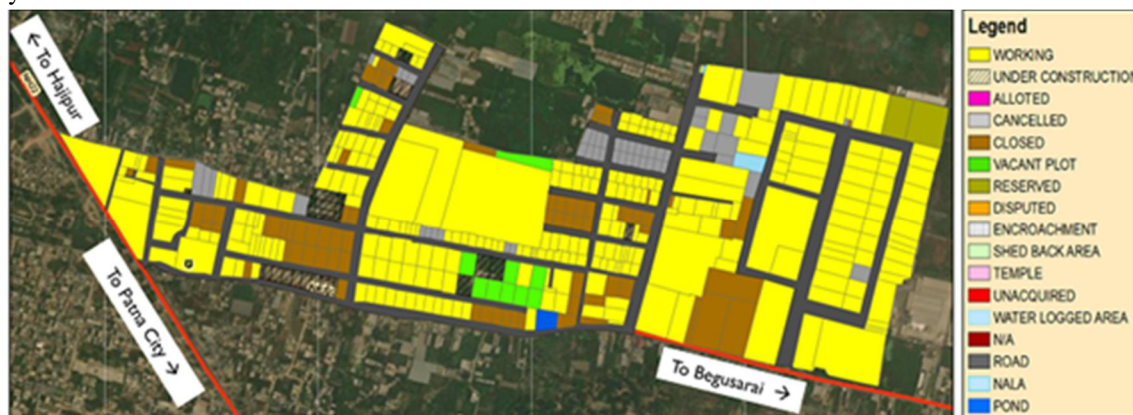 ← To Hajipur
To Patna City →
To Begusarai →
Legend
WORKING
UNDER CONSTRUCTION
ALLOTED
CANCELLED
CLOSED
VACANT PLOT
RESERVED
DISPUTED
ENCROACHMENT
SHED BACK AREA
TEMPLE
UNACQUIRED
WATER LOGGED AREA
N/A
ROAD
NALA
POND